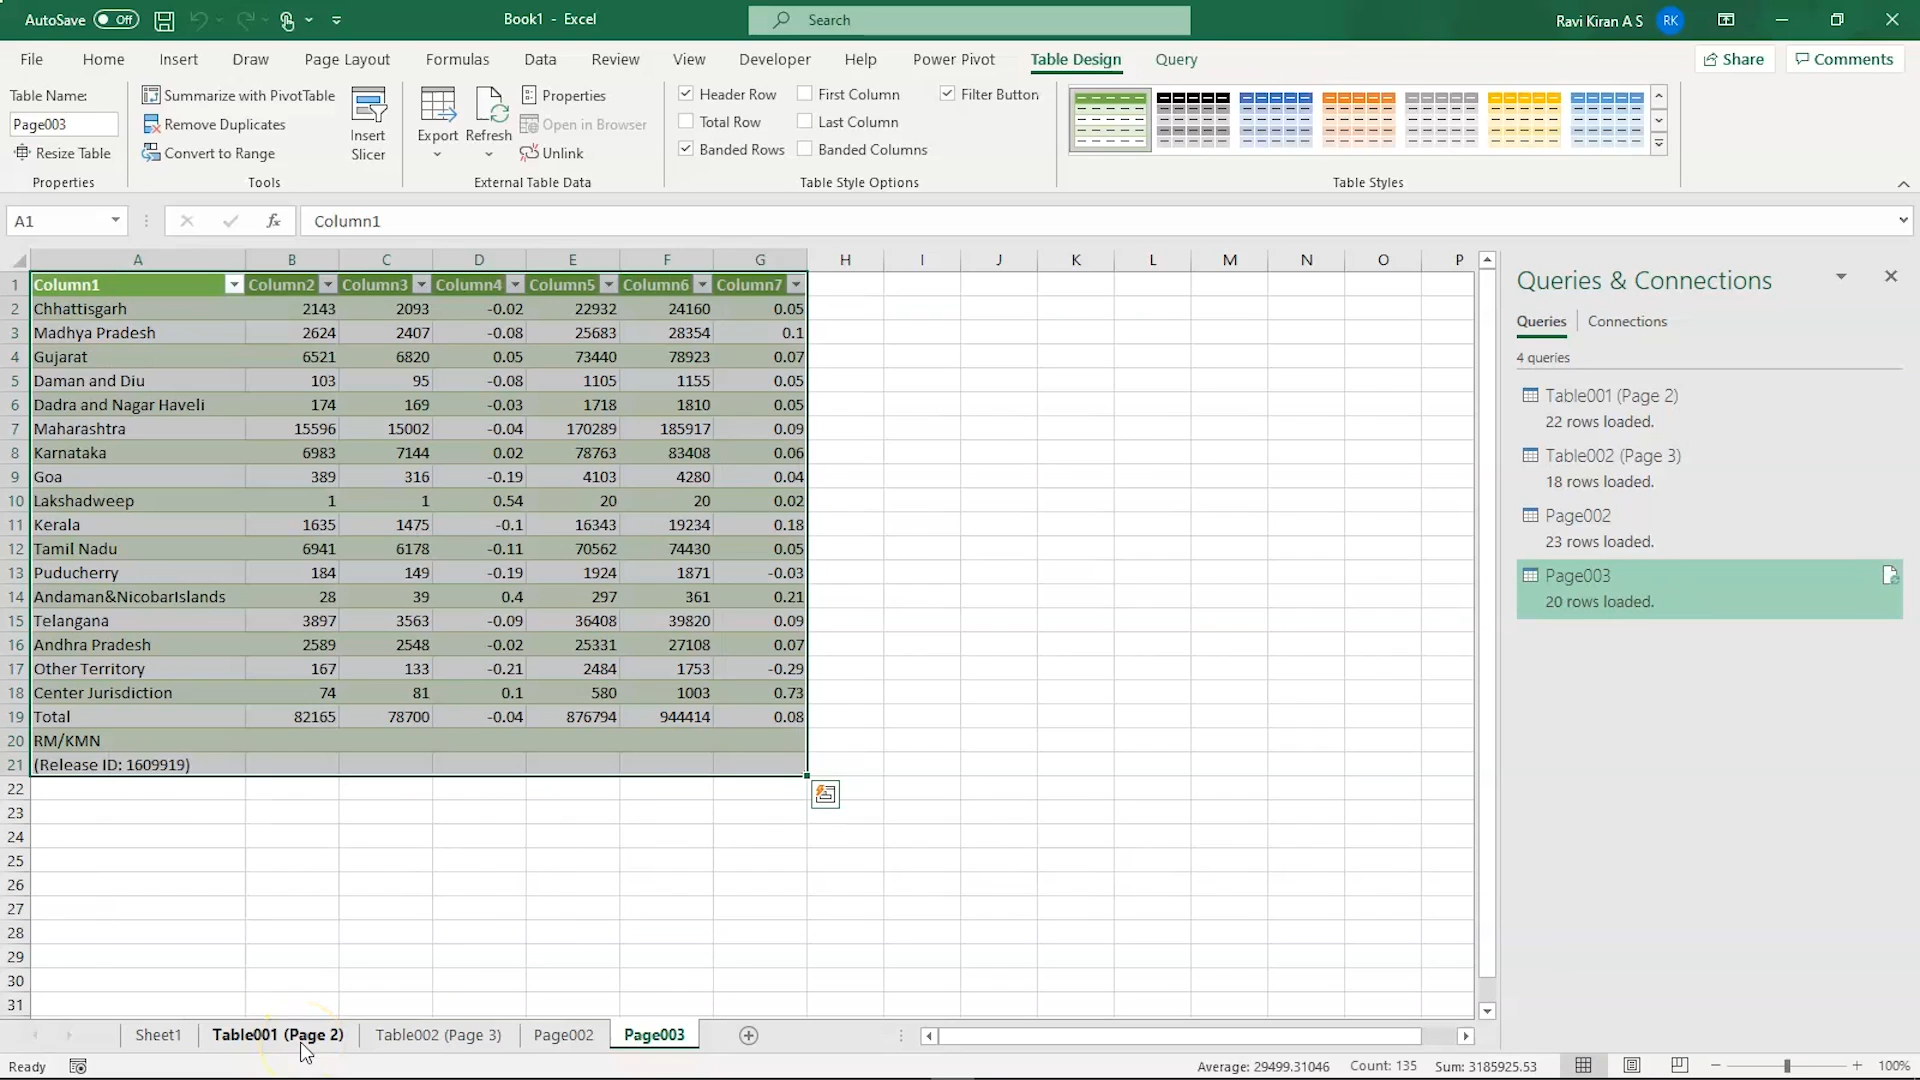 AutoSave Off Book1 - Excel Search Ravi Kiran A S RK
File Home Insert Draw Page Layout Formulas Data Review View Developer Help Power Pivot Table Design Query Share Comments
Table Name:
Page003
Resize Table
Properties
Summarize with PivotTable
Remove Duplicates
Convert to Range
Tools
Insert
Slicer
Export
Refresh
Properties
Open in Browser
Unlink
External Table Data
Header Row First Column Filter Button
Total Row Last Column
Banded Rows Banded Columns
Table Style Options
Table Styles
A1 fx Column1
A B C D E F G H I J K L M N O P
1 Column1 Column2 Column3 Column4 Column5 Column6 Column7
2 Chhattisgarh 2143 2093 -0.02 22932 24160 0.05
3 Madhya Pradesh 2624 2407 -0.08 25683 28354 0.1
4 Gujarat 6521 6820 0.05 73440 78923 0.07
5 Daman and Diu 103 95 -0.08 1105 1155 0.05
6 Dadra and Nagar Haveli 174 169 -0.03 1718 1810 0.05
7 Maharashtra 15596 15002 -0.04 170289 185917 0.09
8 Karnataka 6983 7144 0.02 78763 83408 0.06
9 Goa 389 316 -0.19 4103 4280 0.04
10 Lakshadweep 1 1 0.54 20 20 0.02
11 Kerala 1635 1475 -0.1 16343 19234 0.18
12 Tamil Nadu 6941 6178 -0.11 70562 74430 0.05
13 Puducherry 184 149 -0.19 1924 1871 -0.03
14 Andaman&NicobarIslands 28 39 0.4 297 361 0.21
15 Telangana 3897 3563 -0.09 36408 39820 0.09
16 Andhra Pradesh 2589 2548 -0.02 25331 27108 0.07
17 Other Territory 167 133 -0.21 2484 1753 -0.29
18 Center Jurisdiction 74 81 0.1 580 1003 0.73
19 Total 82165 78700 -0.04 876794 944414 0.08
20 RM/KMN
21 (Release ID: 1609919)
22
23
24
25
26
27
28
29
30
31
Queries & Connections
Queries Connections
4 queries
Table001 (Page 2)
22 rows loaded.
Table002 (Page 3)
18 rows loaded.
Page002
23 rows loaded.
Page003
20 rows loaded.
Sheet1 Table001 (Page 2) Table002 (Page 3) Page002 Page003
Ready Average: 29499.31046 Count: 135 Sum: 3185925.53 100%